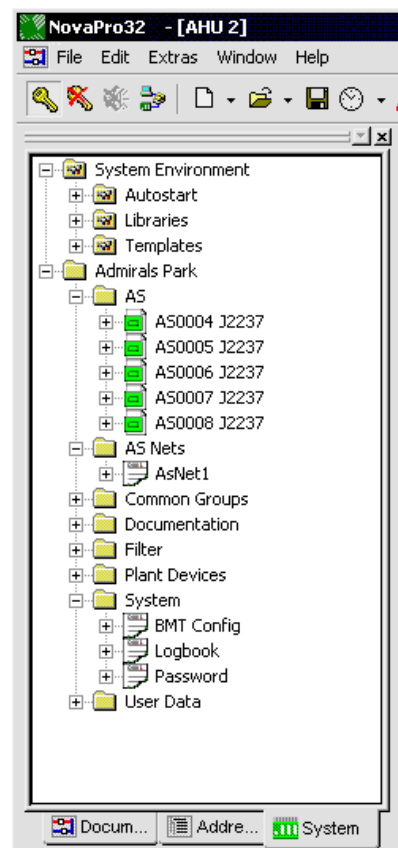 NovaPro32 - [AHU 2]
File Edit Extras Window Help
System Environment
Autostart
Libraries
Templates
Admirals Park
AS
AS0004 J2237
AS0005 J2237
AS0006 J2237
AS0007 J2237
AS0008 J2237
AS Nets
AsNet1
Common Groups
Documentation
Filter
Plant Devices
System
BMT Config
Logbook
Password
User Data
Docum... Addre... System